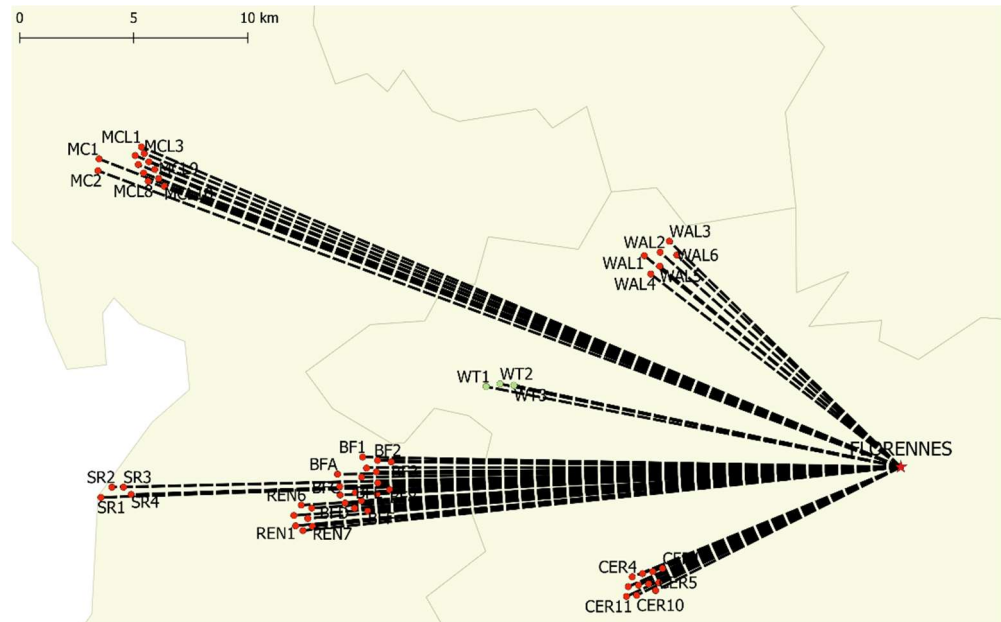 0 5 10 km
MCL1
MCL3
MC1
MC2
MCL8
WAL3
WAL2
WAL6
WAL1
WAL5
WAL4
WT2
WT1
WT3
FLORENNES
BF1
BF2
BFA
SR2
SR3
REN6
SR4
SR1
REN1
REN7
CER4
CER5
CER11
CER10